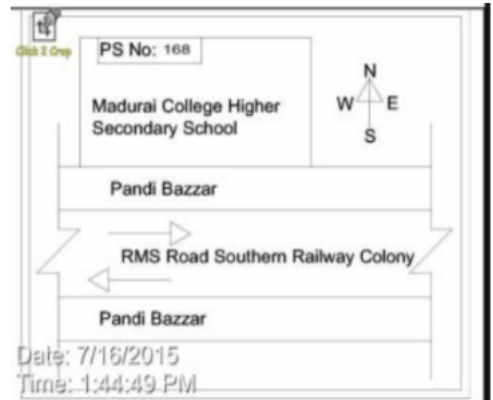 Click 2 Crop
PS No: 168
Madurai College Higher
Secondary School
N
W E
S
Pandi Bazzar
RMS Road Southern Railway Colony
Pandi Bazzar
Date: 7/16/2015
Time: 1:44:49 PM